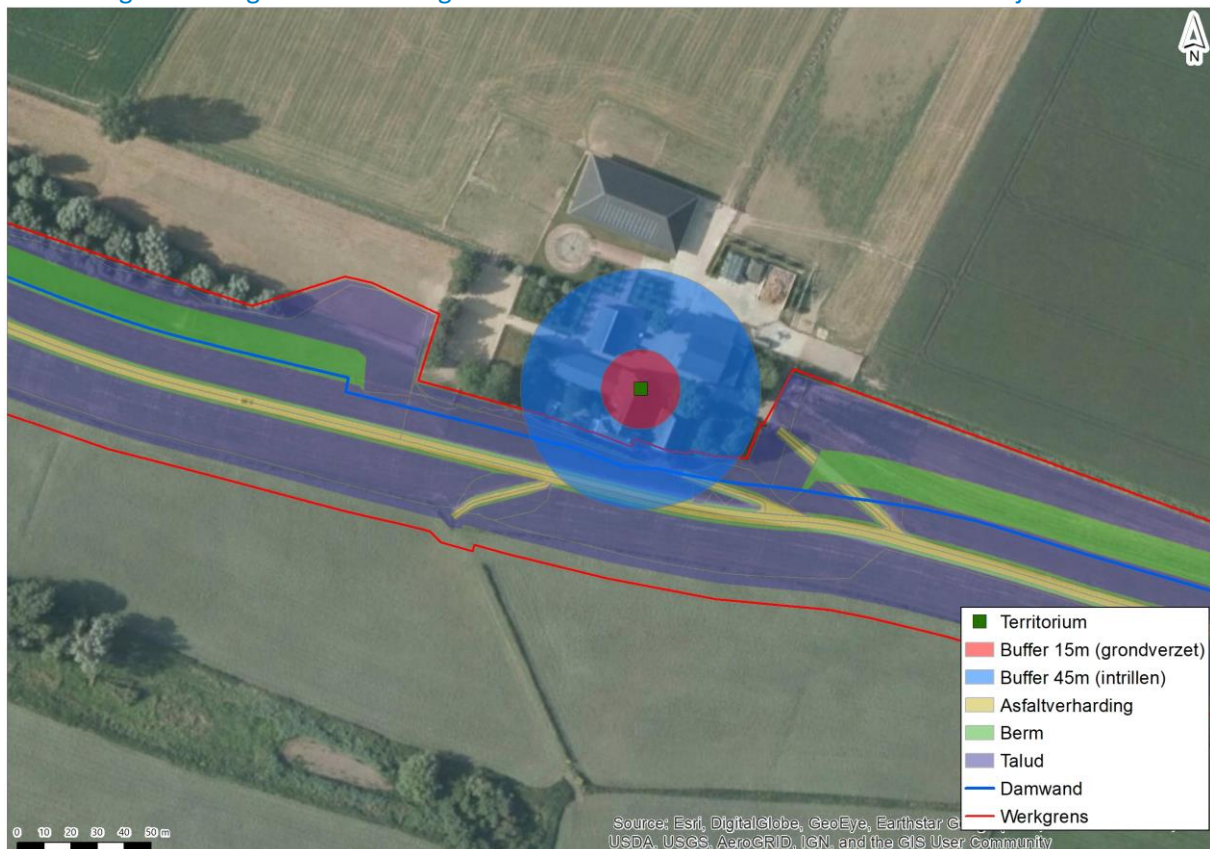 N
Territorium
Buffer 15m (grondverzet)
Buffer 45m (intrillen)
Asfaltverharding
Berm
Talud
Damwand
Werkgrens
0 10 20 30 40 50 m
Source: Esri, DigitalGlobe, GeoEye, Earthstar
USDA, USGS, AeroGRID, IGN, and the GIS User Community